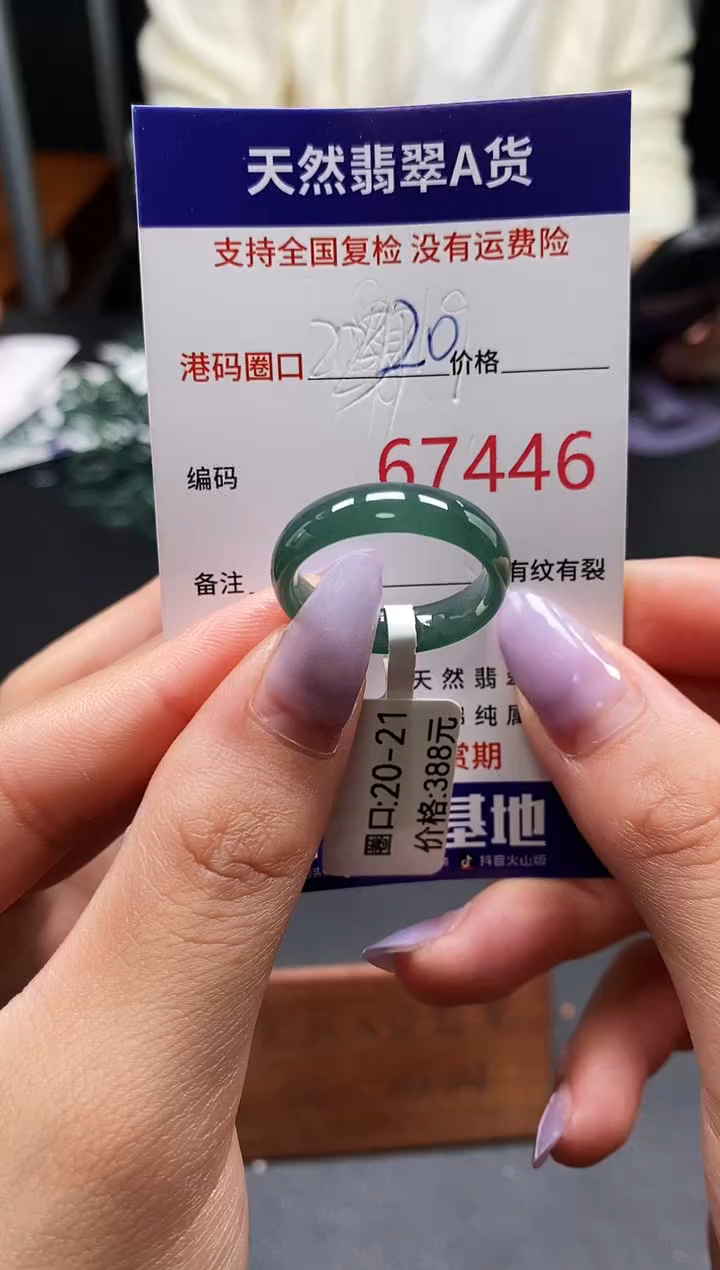 天然翡翠A货
支持全国复检 没有运费险
港码圈口 20 价格
编码 67446
备注 有纹有裂
天然翡
纯属
赏期
基地
抖音火山版
圈口:20-21
价格:388元